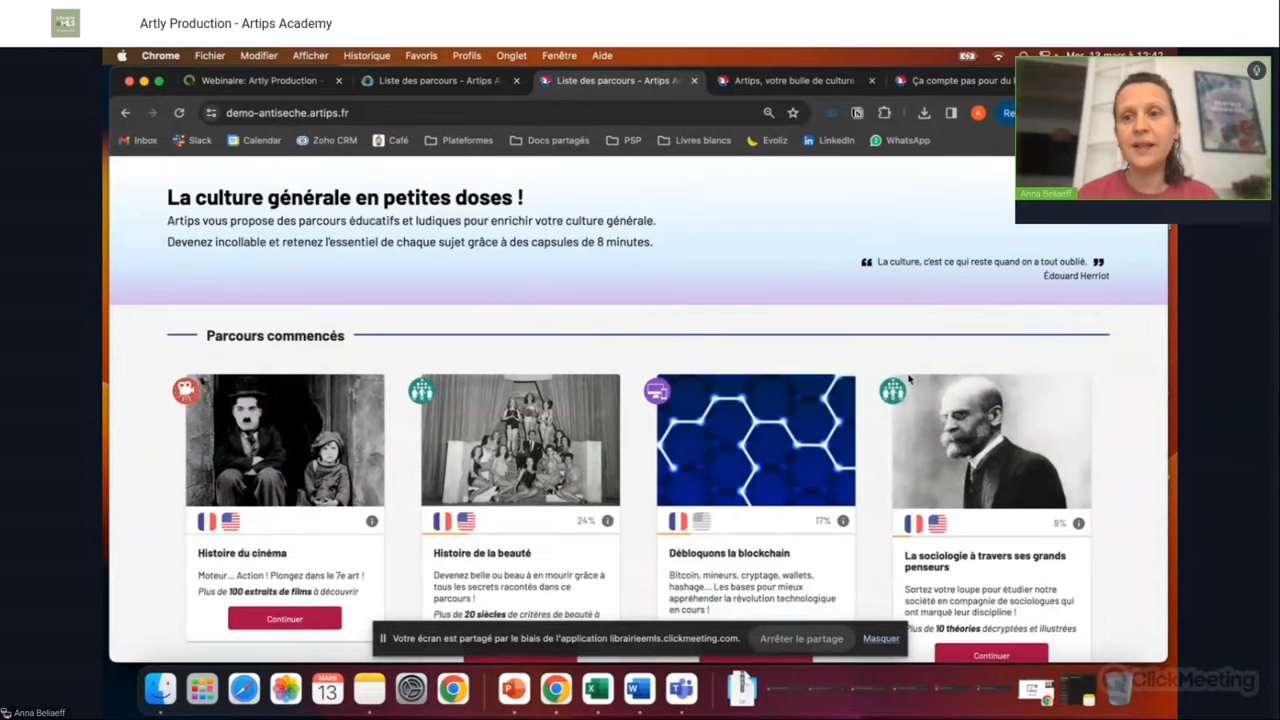 Artly Production - Artips Academy
Chrome Fichier Modifier Afficher Historique Favoris Profils Onglet Fenêtre Aide
Webinaire: Artly Production -
Liste des parcours - Artips A
Liste des parcours - Artips A
Artips, votre bulle de culture
Ça compte pas pour du
demo-antiseche.artips.fr
Inbox Slack Calendar Zoho CRM Café Plateformes Docs partagés PSP Livres blancs Evoliz LinkedIn WhatsApp
Anna Beliaeff
La culture générale en petites doses !
Artips vous propose des parcours éducatifs et ludiques pour enrichir votre culture générale.
Devenez incollable et retenez l'essentiel de chaque sujet grâce à des capsules de 8 minutes.
La culture, c'est ce qui reste quand on a tout oublié.
Édouard Herriot
Parcours commencés
Histoire du cinéma
Moteur... Action ! Plongez dans le 7e art !
Plus de 100 extraits de films à découvrir
Continuer
24%
Histoire de la beauté
Devenez belle ou beau à en mourir grâce à
tous les secrets racontés dans ce
parcours !
Plus de 20 siècles de critères de beauté à
17%
Débloquons la blockchain
Bitcoin, mineurs, cryptage, wallets,
hashage... Les bases pour mieux
appréhender la révolution technologique
en cours !
9%
La sociologie à travers ses grands
penseurs
Sortez votre loupe pour étudier notre
société en compagnie de sociologues qui
ont marqué leur discipline !
Plus de 10 théories décryptées et illustrées
Continuer
Votre écran est partagé par le biais de l'application librairieemls.clickmeeting.com.
Arrêter le partage
Masquer
MARS
13
ClickMeeting
Anna Beliaeff